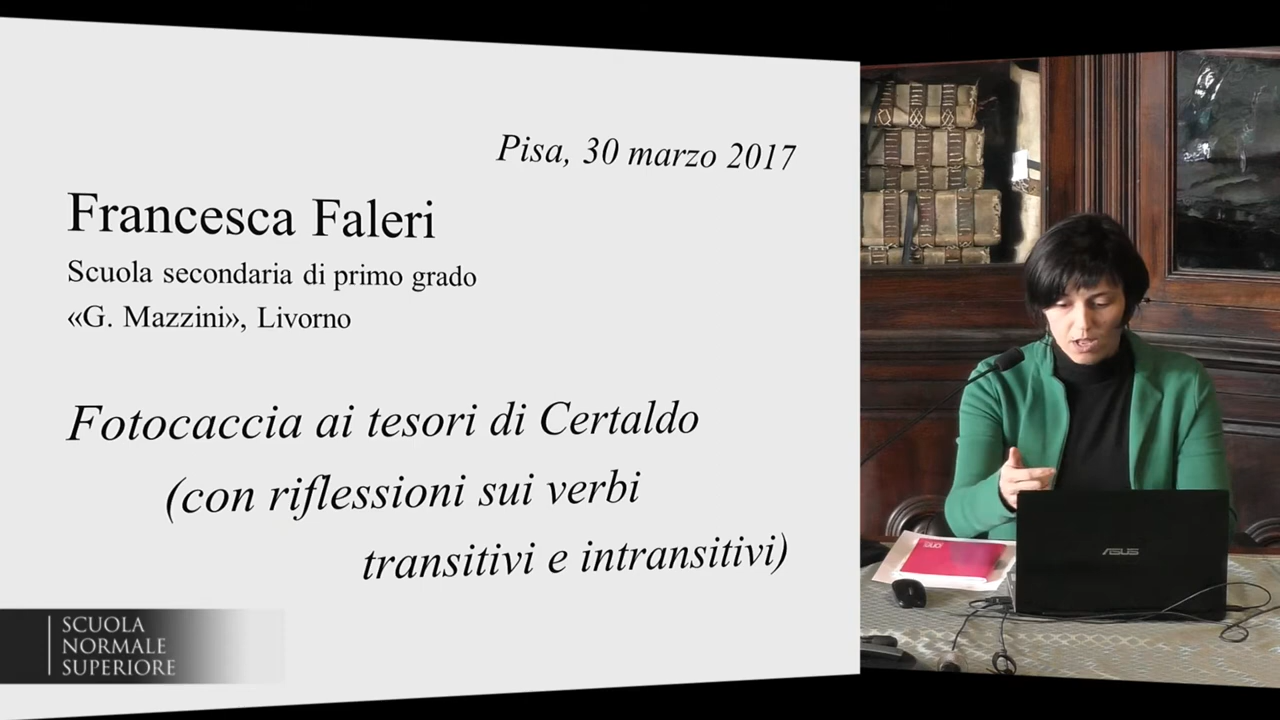 Pisa, 30 marzo 2017
Francesca Faleri
Scuola secondaria di primo grado
«G. Mazzini», Livorno
Fotocaccia ai tesori di Certaldo
(con riflessioni sui verbi
transitivi e intransitivi)
SCUOLA
NORMALE
SUPERIORE
ASUS